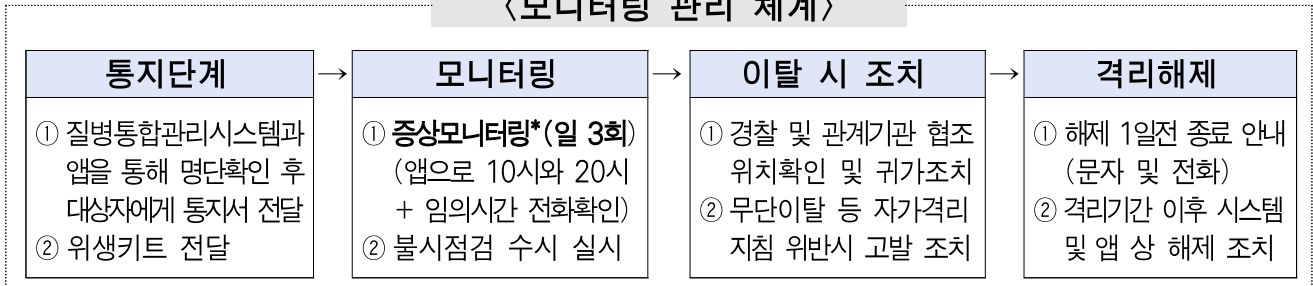 〈모니터링 관리 체계〉
통지단계 → 모니터링 → 이탈 시 조치 → 격리해제
① 질병통합관리시스템과
앱을 통해 명단확인 후
대상자에게 통지서 전달
② 위생키트 전달
① 증상모니터링*(일 3회)
(앱으로 10시와 20시
+ 임의시간 전화확인)
② 불시점검 수시 실시
① 경찰 및 관계기관 협조
위치확인 및 귀가조치
② 무단이탈 등 자가격리
지침 위반시 고발 조치
① 해제 1일전 종료 안내
(문자 및 전화)
② 격리기간 이후 시스템
및 앱 상 해제 조치